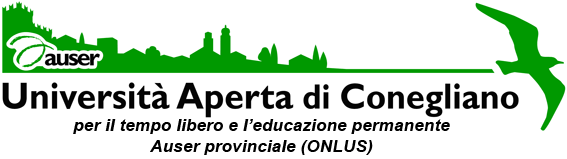 auser
Università Aperta di Conegliano
per il tempo libero e l'educazione permanente
Auser provinciale (ONLUS)